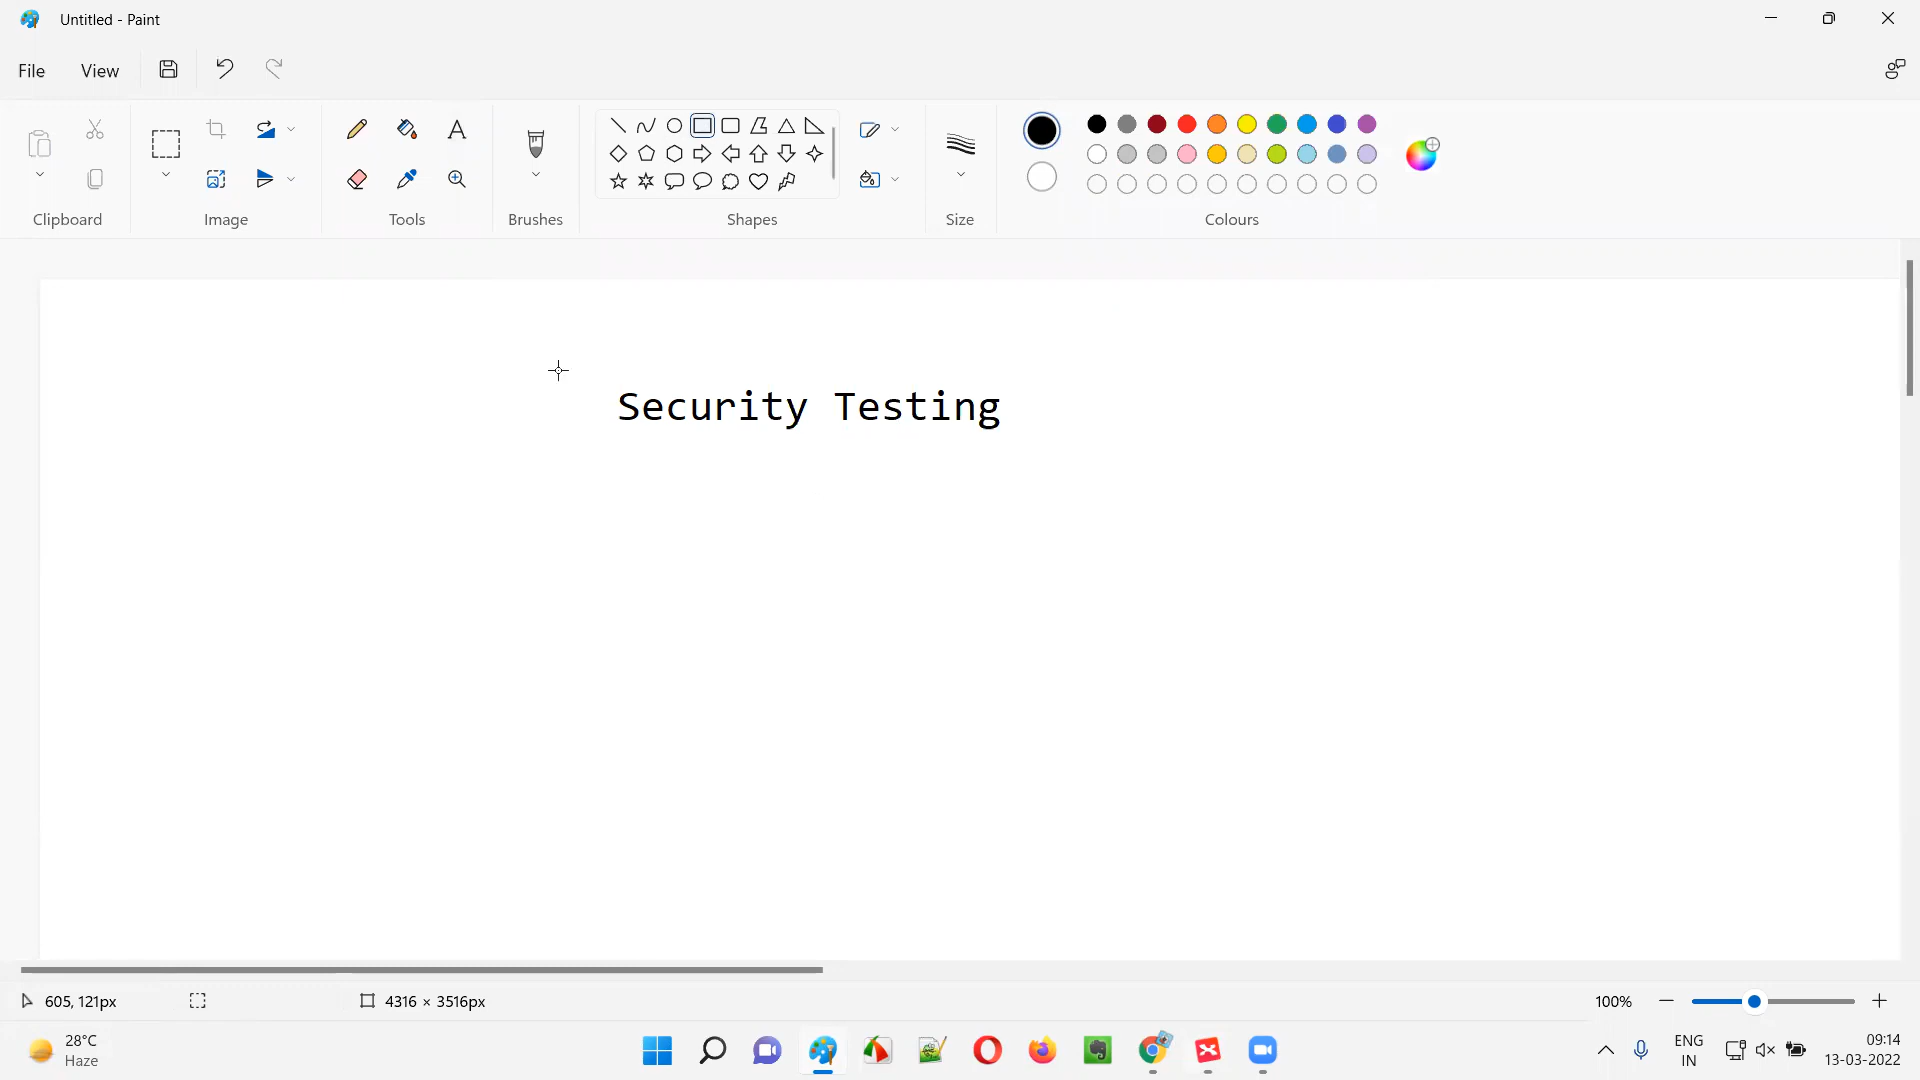 Untitled - Paint
File View
Clipboard Image Tools Brushes Shapes Size Colours
Security Testing
605, 121px 4316 × 3516px 100%
28°C
Haze
ENG
IN
09:14
13-03-2022